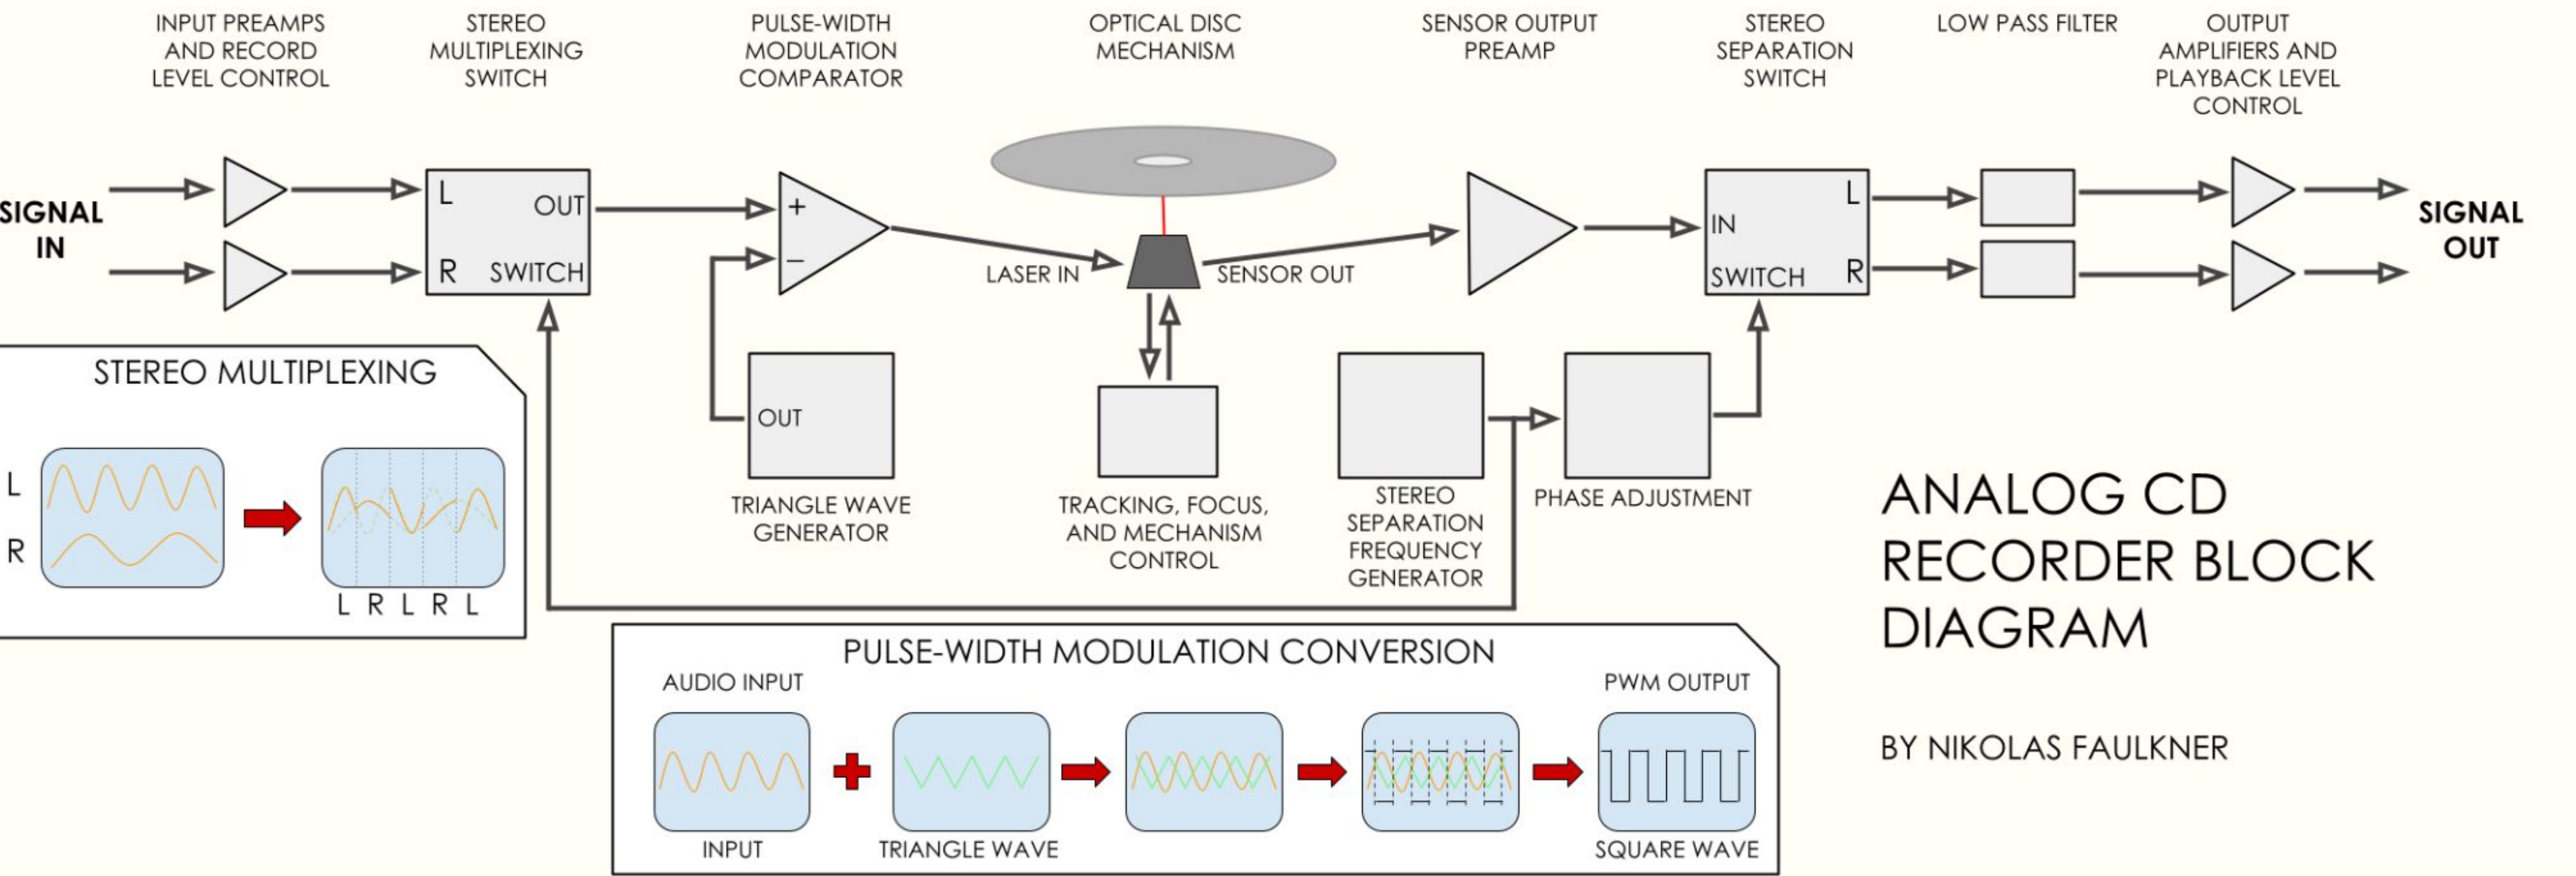 INPUT PREAMPS
AND RECORD
LEVEL CONTROL
STEREO
MULTIPLEXING
SWITCH
PULSE-WIDTH
MODULATION
COMPARATOR
OPTICAL DISC
MECHANISM
SENSOR OUTPUT
PREAMP
STEREO
SEPARATION
SWITCH
LOW PASS FILTER
OUTPUT
AMPLIFIERS AND
PLAYBACK LEVEL
CONTROL
SIGNAL
IN
L
OUT
R
SWITCH
+
−
LASER IN
SENSOR OUT
IN
SWITCH
L
R
SIGNAL
OUT
OUT
TRIANGLE WAVE
GENERATOR
TRACKING, FOCUS,
AND MECHANISM
CONTROL
STEREO
SEPARATION
FREQUENCY
GENERATOR
PHASE ADJUSTMENT
STEREO MULTIPLEXING
L
R
L R L R L
PULSE-WIDTH MODULATION CONVERSION
AUDIO INPUT
PWM OUTPUT
INPUT
TRIANGLE WAVE
SQUARE WAVE
ANALOG CD
RECORDER BLOCK
DIAGRAM
BY NIKOLAS FAULKNER